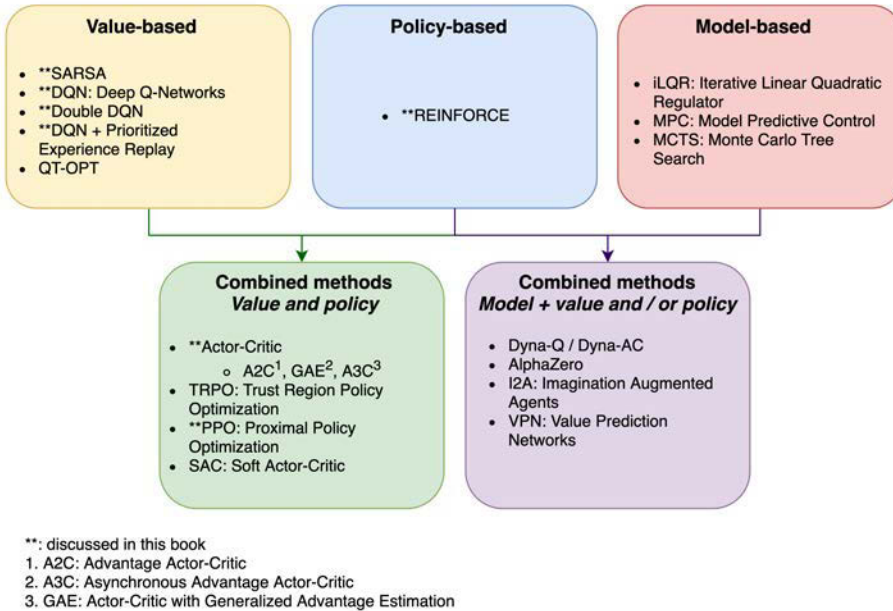 Value-based
**SARSA
**DQN: Deep Q-Networks
**Double DQN
**DQN + Prioritized
Experience Replay
QT-OPT
Policy-based
**REINFORCE
Model-based
iLQR: Iterative Linear Quadratic
Regulator
MPC: Model Predictive Control
MCTS: Monte Carlo Tree
Search
Combined methods
Value and policy
**Actor-Critic
A2C¹, GAE², A3C³
TRPO: Trust Region Policy
Optimization
**PPO: Proximal Policy
Optimization
SAC: Soft Actor-Critic
Combined methods
Model + value and / or policy
Dyna-Q / Dyna-AC
AlphaZero
I2A: Imagination Augmented
Agents
VPN: Value Prediction
Networks
**: discussed in this book
1. A2C: Advantage Actor-Critic
2. A3C: Asynchronous Advantage Actor-Critic
3. GAE: Actor-Critic with Generalized Advantage Estimation